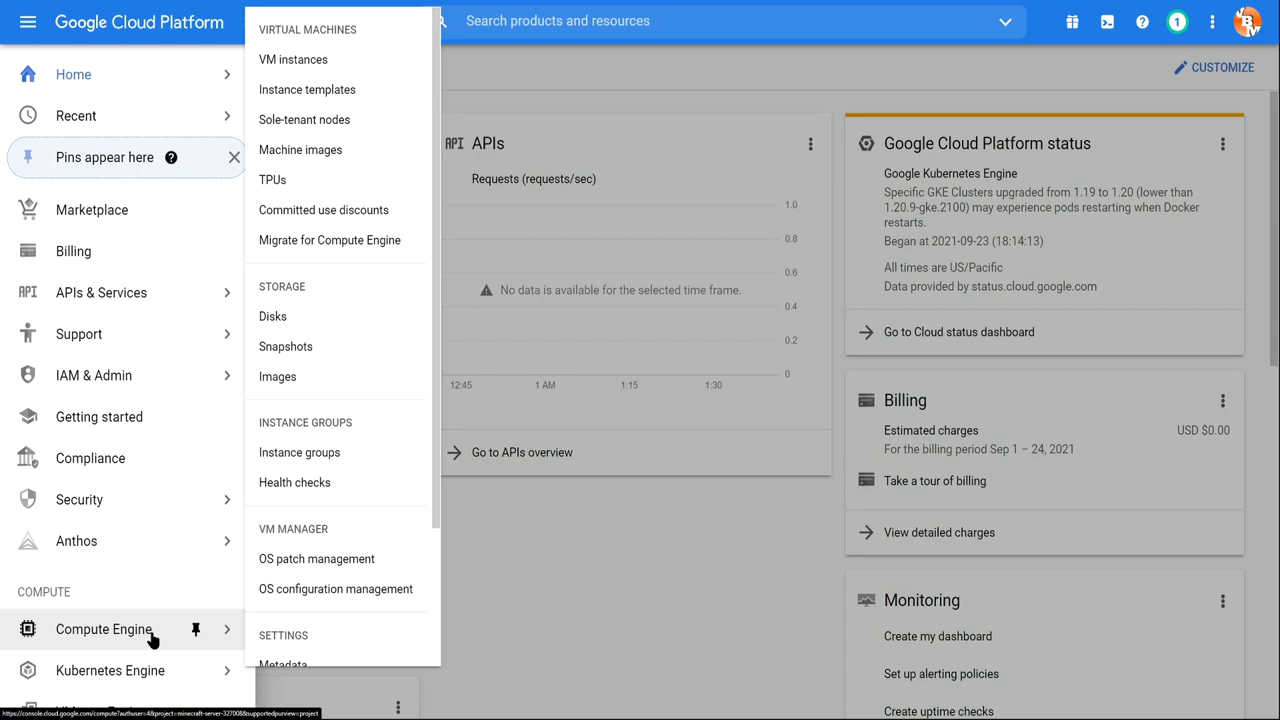 Google Cloud Platform
Search products and resources
1
B
V
Home
Recent
Pins appear here
?
Marketplace
Billing
API APIs & Services
Support
IAM & Admin
Getting started
Compliance
Security
Anthos
COMPUTE
Compute Engine
Kubernetes Engine
VIRTUAL MACHINES
VM instances
Instance templates
Sole-tenant nodes
Machine images
TPUs
Committed use discounts
Migrate for Compute Engine
STORAGE
Disks
Snapshots
Images
INSTANCE GROUPS
Instance groups
Health checks
VM MANAGER
OS patch management
OS configuration management
SETTINGS
Metadata
CUSTOMIZE
API APIs
Requests (requests/sec)
1.0
0.8
0.6
No data is available for the selected time frame.
0.4
0.2
0
12:45 1 AM 1:15 1:30
Go to APIs overview
Google Cloud Platform status
Google Kubernetes Engine
Specific GKE Clusters upgraded from 1.19 to 1.20 (lower than
1.20.9-gke.2100) may experience pods restarting when Docker
restarts.
Began at 2021-09-23 (18:14:13)
All times are US/Pacific
Data provided by status.cloud.google.com
Go to Cloud status dashboard
Billing
Estimated charges USD $0.00
For the billing period Sep 1 – 24, 2021
Take a tour of billing
View detailed charges
Monitoring
Create my dashboard
Set up alerting policies
Create uptime checks
https://console.cloud.google.com/compute?authuser=4&project=minecraft-server-327008&supportedpurview=project